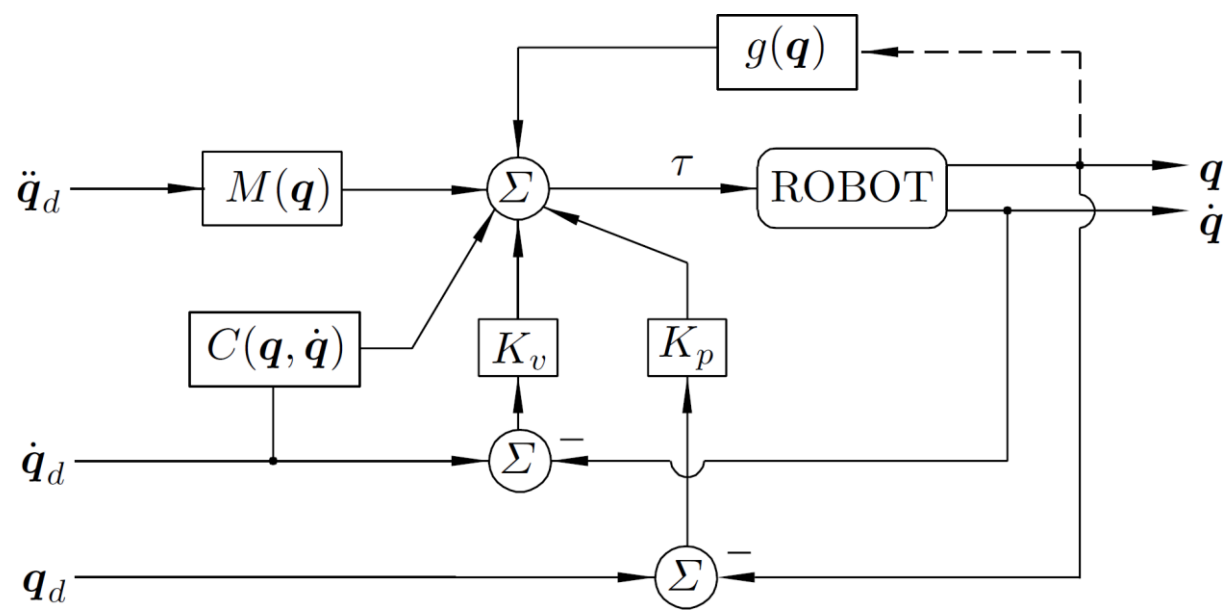 g(q)
q̈_d
M(q)
Σ
τ
ROBOT
q
q̇
C(q, q̇)
K_v
K_p
q̇_d
Σ
−
q_d
Σ
−